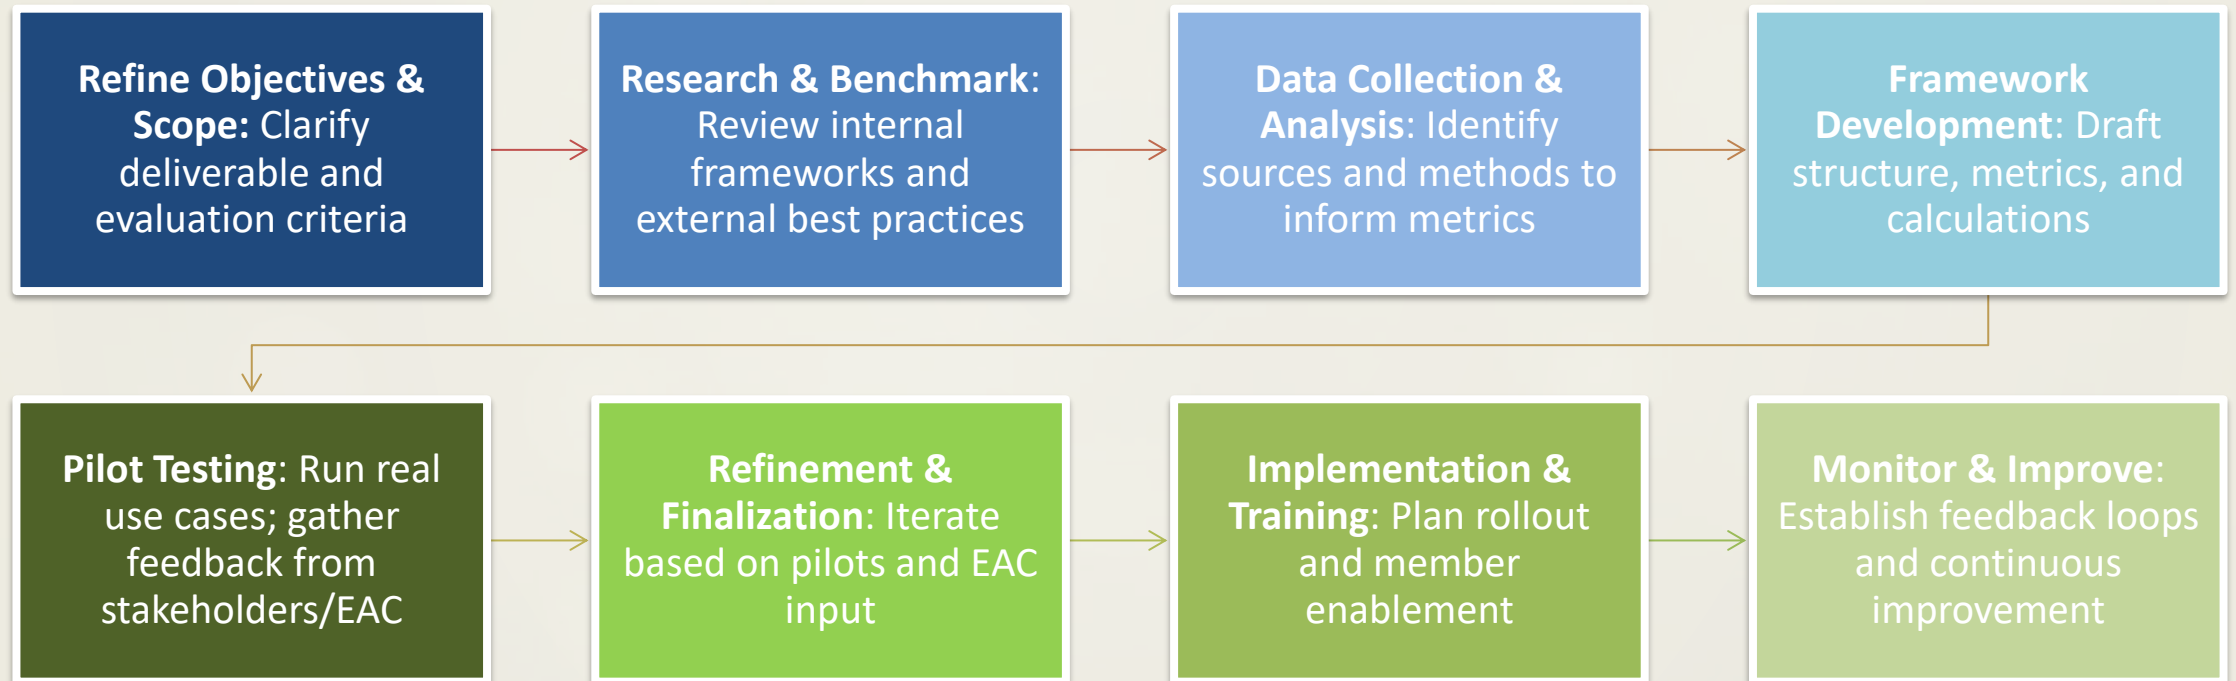 Refine Objectives &
Scope: Clarify
deliverable and
evaluation criteria
Research & Benchmark:
Review internal
frameworks and
external best practices
Data Collection &
Analysis: Identify
sources and methods to
inform metrics
Framework
Development: Draft
structure, metrics, and
calculations
Pilot Testing: Run real
use cases; gather
feedback from
stakeholders/EAC
Refinement &
Finalization: Iterate
based on pilots and EAC
input
Implementation &
Training: Plan rollout
and member
enablement
Monitor & Improve:
Establish feedback loops
and continuous
improvement